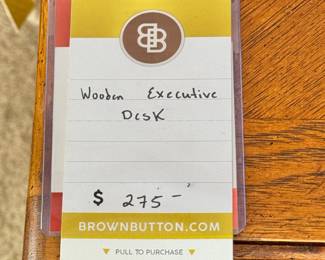 BB
Wooden Executive
Desk
$ 275-
BROWNBUTTON.COM
PULL TO PURCHASE